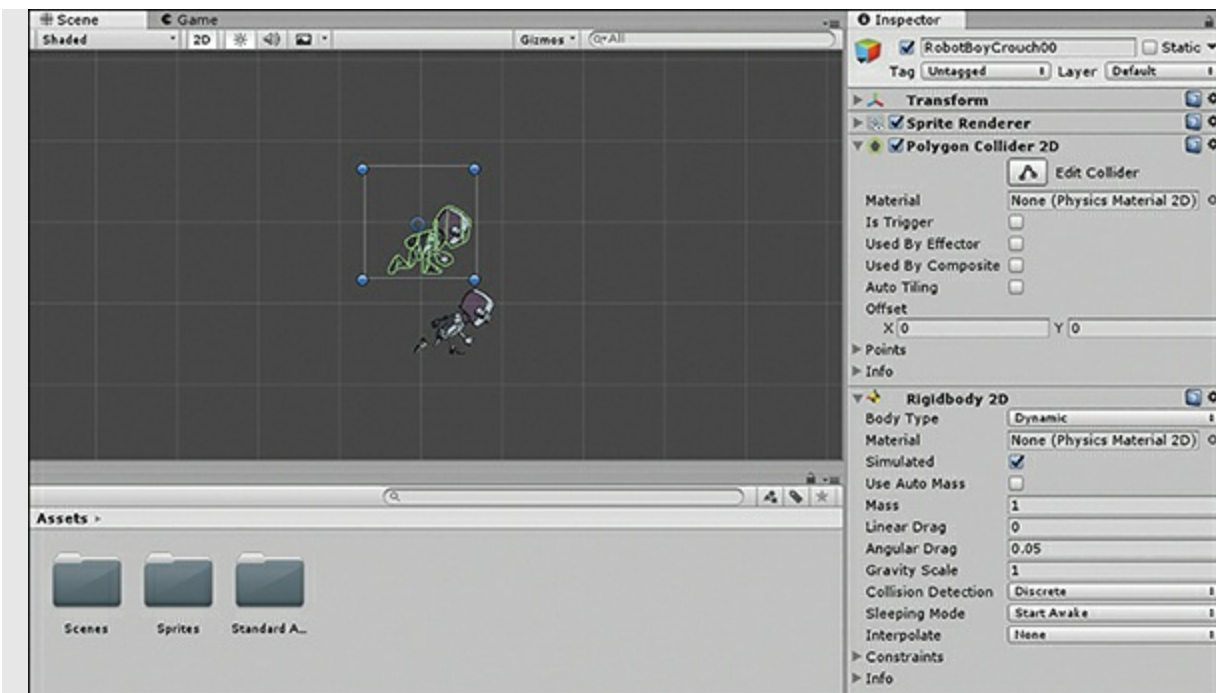 Scene
Game
Shaded
2D
Gizmos
All
Assets
Scenes
Sprites
Standard A...
Inspector
RobotBoyCrouch00
Static
Tag Untagged
Layer Default
Transform
Sprite Renderer
Polygon Collider 2D
Edit Collider
Material None (Physics Material 2D)
Is Trigger
Used By Effector
Used By Composite
Auto Tiling
Offset
X 0 Y 0
Points
Info
Rigidbody 2D
Body Type Dynamic
Material None (Physics Material 2D)
Simulated
Use Auto Mass
Mass 1
Linear Drag 0
Angular Drag 0.05
Gravity Scale 1
Collision Detection Discrete
Sleeping Mode Start Awake
Interpolate None
Constraints
Info